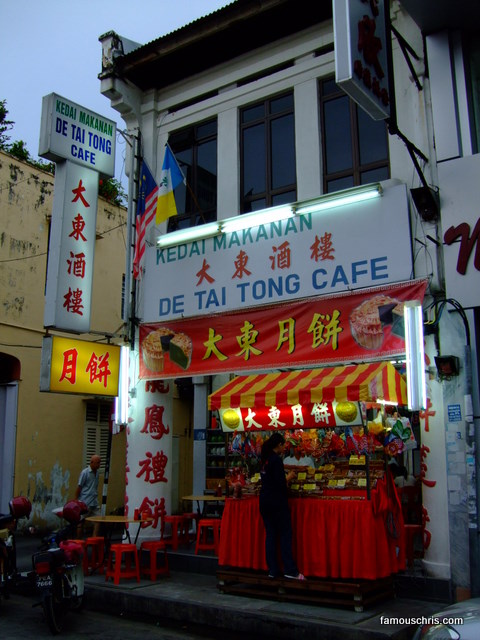 KEDAI MAKANAN
DE TAI TONG
CAFE
大東酒樓
月餅
KEDAI MAKANAN
大東酒樓
DE TAI TONG CAFE
大東月餅
大東月餅
龍鳳禮餅
famouschris.com